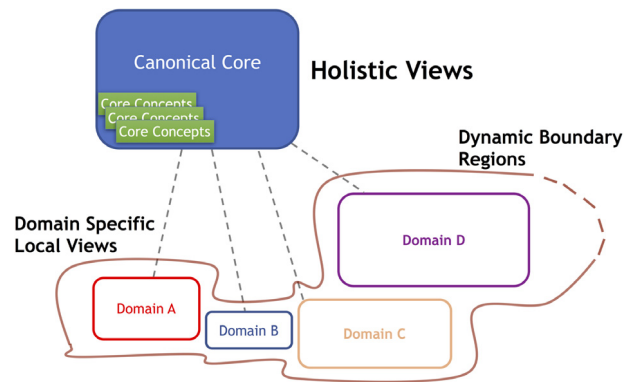 Canonical Core
Holistic Views
Core Concepts
Core Concepts
Core Concepts
Dynamic Boundary
Regions
Domain Specific
Local Views
Domain D
Domain A
Domain B
Domain C